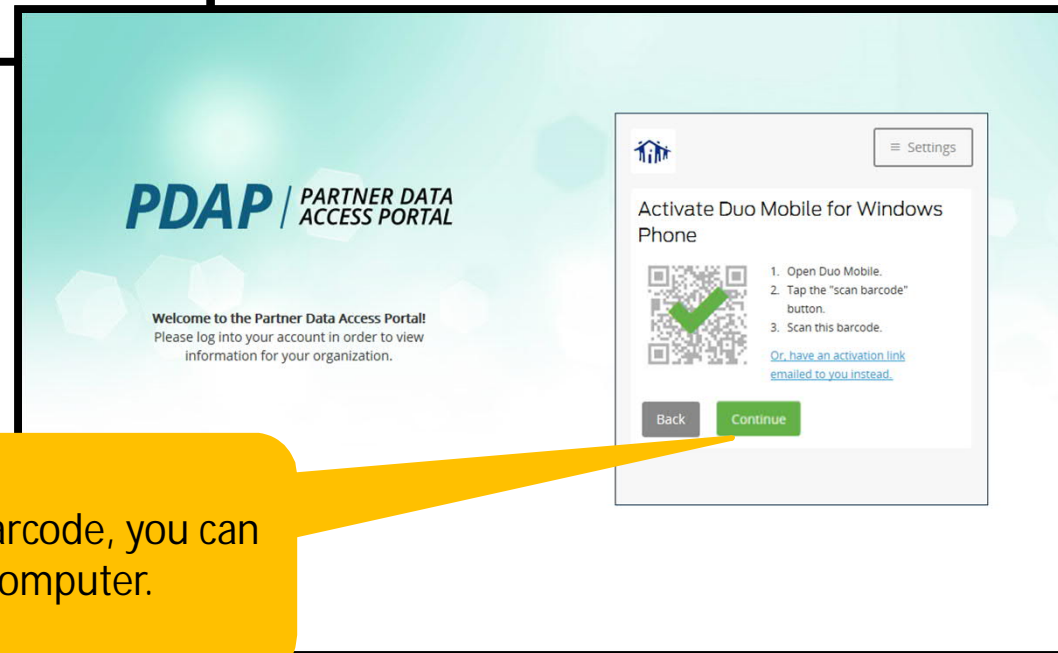 PDAP | PARTNER DATA
ACCESS PORTAL
Welcome to the Partner Data Access Portal!
Please log into your account in order to view
information for your organization.
≡ Settings
Activate Duo Mobile for Windows
Phone
1. Open Duo Mobile.
2. Tap the "scan barcode"
button.
3. Scan this barcode.
Or, have an activation link
emailed to you instead.
Back
Continue
arcode, you can
omputer.